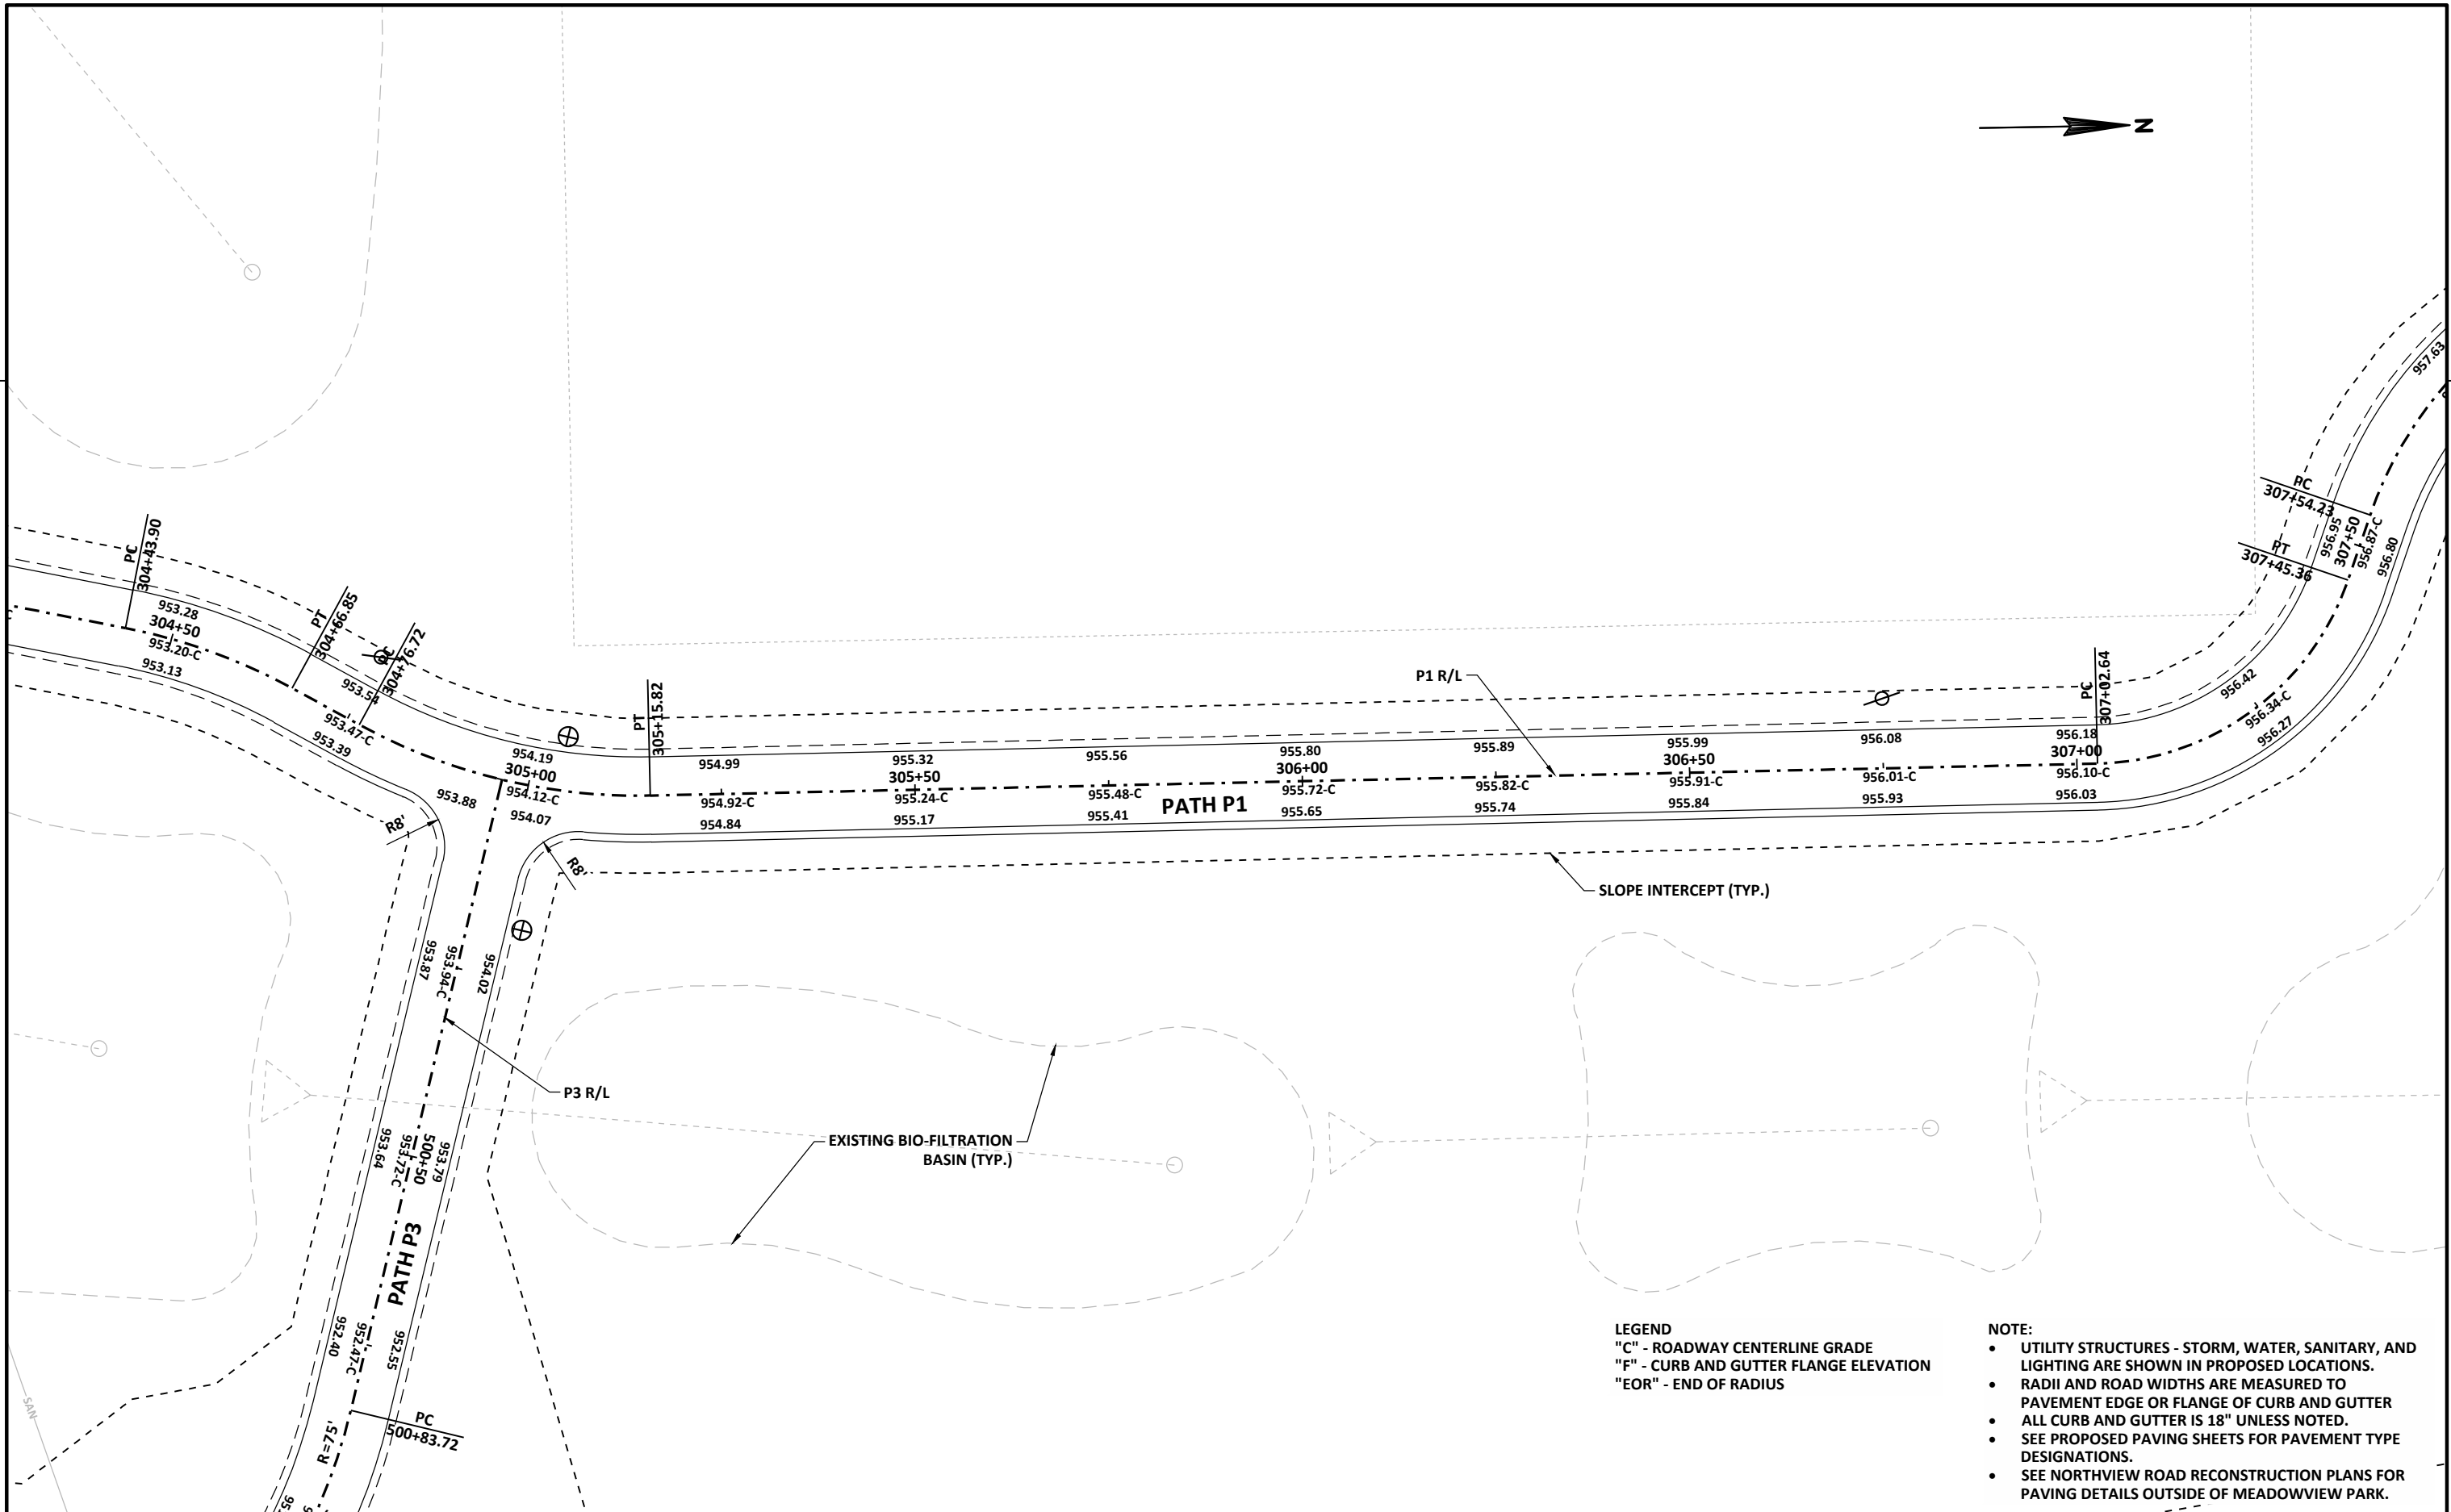 N
957.63
PC
307+54.23
PT
307+45.36
956.95
307+50
956.87-C
956.80
PC
304+43.90
953.28
304+50
953.20-C
953.13
PT
304+66.85
PC
304+76.72
953.54
953.47-C
953.39
954.19
305+00
954.12-C
954.07
953.88
R8'
R8'
PT
305+15.82
954.99
954.92-C
954.84
955.32
305+50
955.24-C
955.17
955.56
955.48-C
955.41
PATH P1
955.80
306+00
955.72-C
955.65
P1 R/L
955.89
955.82-C
955.74
955.99
306+50
955.91-C
955.84
956.08
956.01-C
955.93
PC
307+02.64
956.18
307+00
956.10-C
956.03
956.42
956.34-C
956.27
SLOPE INTERCEPT (TYP.)
953.87
953.94-C
954.02
P3 R/L
953.64
953.72-C
500+50
953.79
PATH P3
952.40
952.47-C
952.55
PC
500+83.72
R=75'
SAN
EXISTING BIO-FILTRATION
BASIN (TYP.)
LEGEND
"C" - ROADWAY CENTERLINE GRADE
"F" - CURB AND GUTTER FLANGE ELEVATION
"EOR" - END OF RADIUS
NOTE:
• UTILITY STRUCTURES - STORM, WATER, SANITARY, AND
LIGHTING ARE SHOWN IN PROPOSED LOCATIONS.
• RADII AND ROAD WIDTHS ARE MEASURED TO
PAVEMENT EDGE OR FLANGE OF CURB AND GUTTER
• ALL CURB AND GUTTER IS 18" UNLESS NOTED.
• SEE PROPOSED PAVING SHEETS FOR PAVEMENT TYPE
DESIGNATIONS.
• SEE NORTHVIEW ROAD RECONSTRUCTION PLANS FOR
PAVING DETAILS OUTSIDE OF MEADOWVIEW PARK.